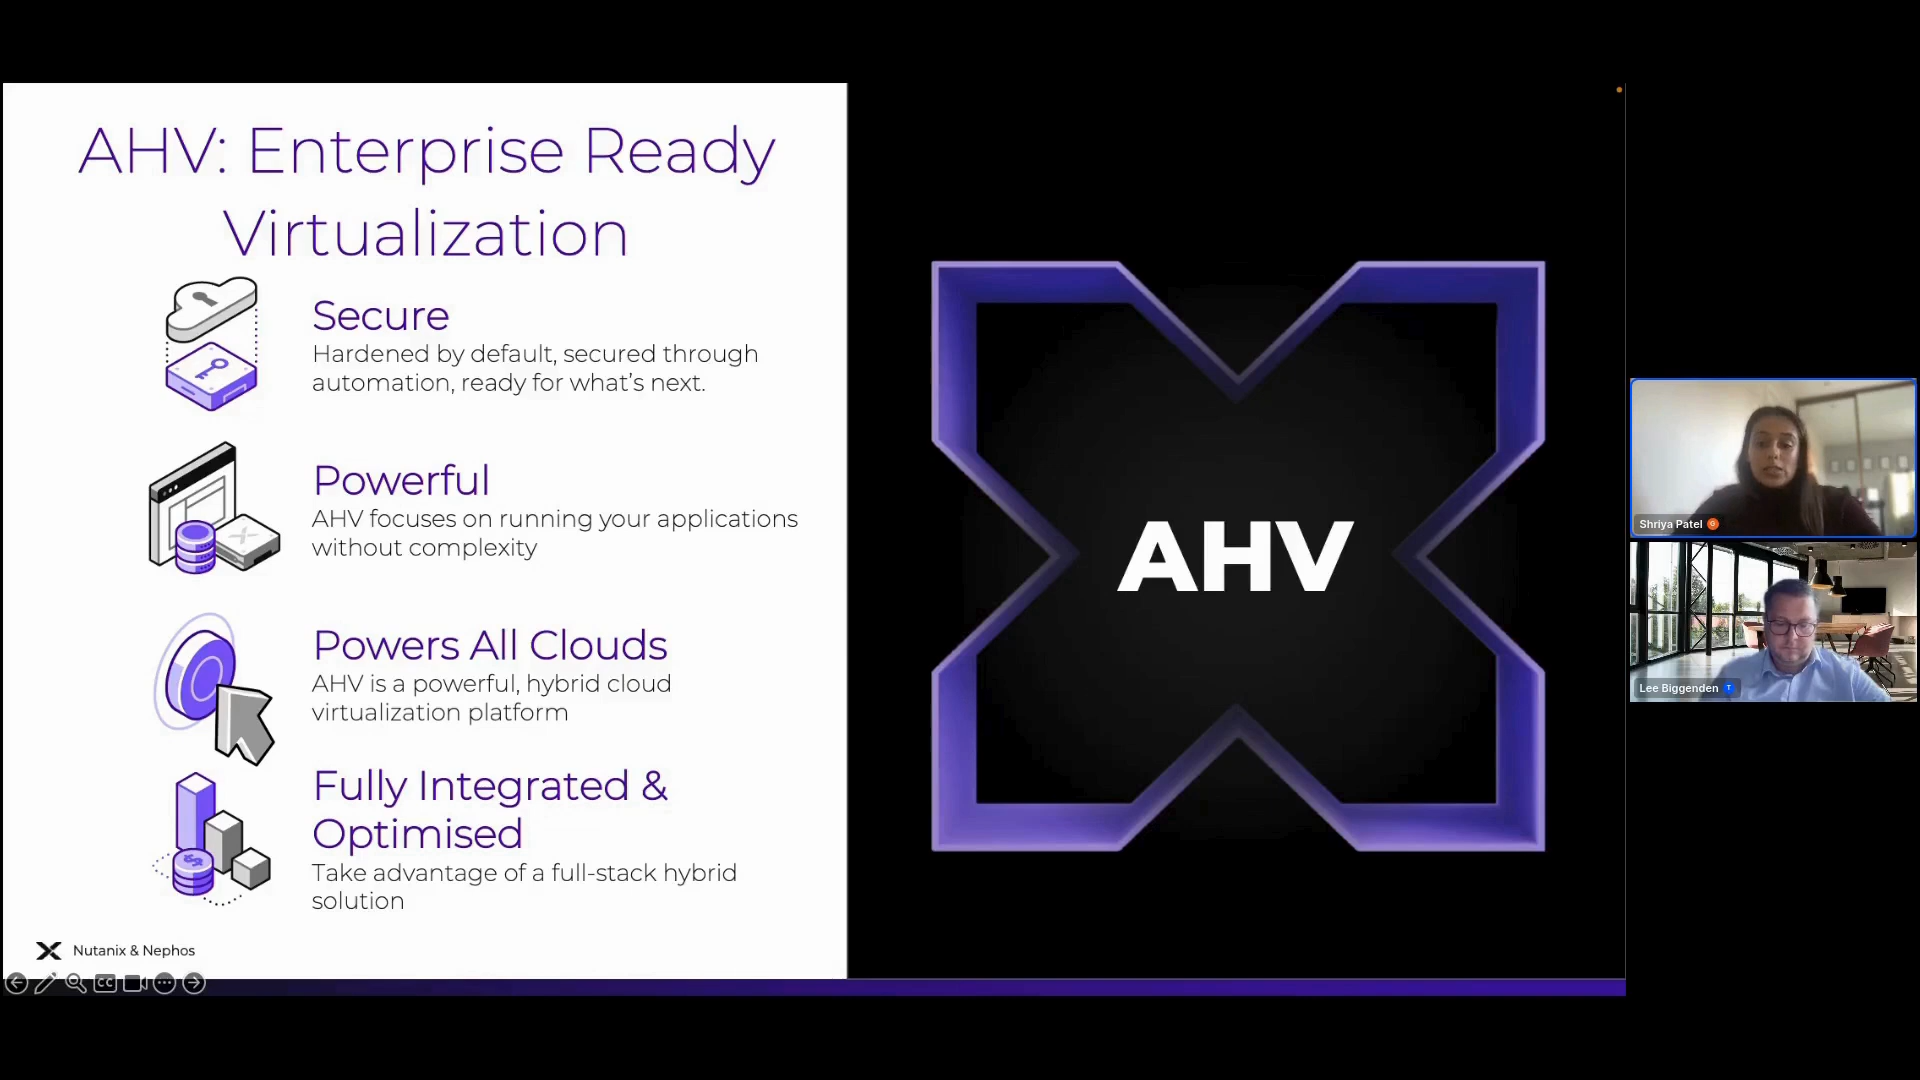 AHV: Enterprise Ready
Virtualization
Secure
Hardened by default, secured through
automation, ready for what's next.
Powerful
AHV focuses on running your applications
without complexity
Powers All Clouds
AHV is a powerful, hybrid cloud
virtualization platform
Fully Integrated &
Optimised
Take advantage of a full-stack hybrid
solution
Nutanix & Nephos
CC
AHV
Shriya Patel
Lee Biggenden T